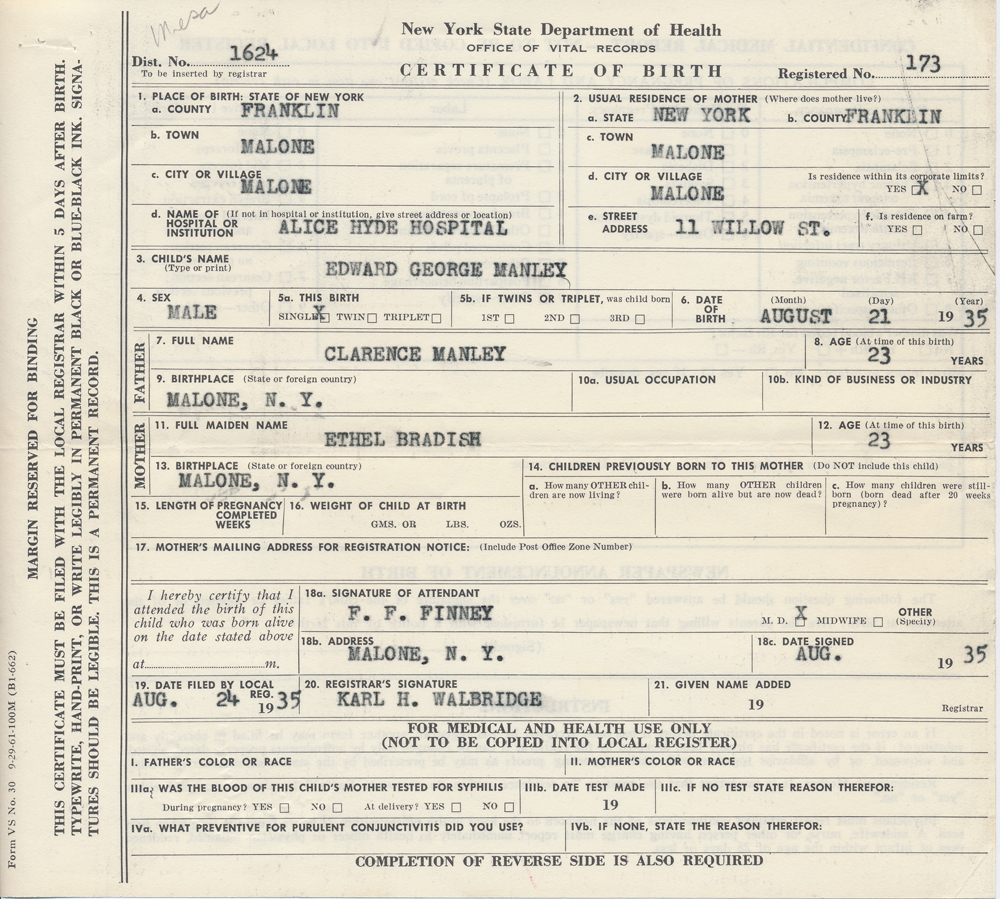 Mesa
New York State Department of Health
OFFICE OF VITAL RECORDS
CERTIFICATE OF BIRTH
Dist. No. 1624
To be inserted by registrar
Registered No. 173
1. PLACE OF BIRTH: STATE OF NEW YORK
a. COUNTY FRANKLIN
b. TOWN MALONE
c. CITY OR VILLAGE MALONE
d. NAME OF (If not in hospital or institution, give street address or location) HOSPITAL OR INSTITUTION ALICE HYDE HOSPITAL
2. USUAL RESIDENCE OF MOTHER (Where does mother live?)
a. STATE NEW YORK b. COUNTY FRANKLIN
c. TOWN MALONE
d. CITY OR VILLAGE MALONE Is residence within its corporate limits? YES ☒ NO ☐
e. STREET ADDRESS 11 WILLOW ST. f. Is residence on farm? YES ☐ NO ☐
3. CHILD'S NAME (Type or print) EDWARD GEORGE MANLEY
4. SEX MALE
5a. THIS BIRTH SINGLE ☒ TWIN ☐ TRIPLET ☐
5b. IF TWINS OR TRIPLET, was child born 1ST ☐ 2ND ☐ 3RD ☐
6. DATE OF BIRTH (Month) AUGUST (Day) 21 (Year) 19 35
FATHER
7. FULL NAME CLARENCE MANLEY
8. AGE (At time of this birth) 23 YEARS
9. BIRTHPLACE (State or foreign country) MALONE, N. Y.
10a. USUAL OCCUPATION
10b. KIND OF BUSINESS OR INDUSTRY
MOTHER
11. FULL MAIDEN NAME ETHEL BRADISH
12. AGE (At time of this birth) 23 YEARS
13. BIRTHPLACE (State or foreign country) MALONE, N. Y.
14. CHILDREN PREVIOUSLY BORN TO THIS MOTHER (Do NOT include this child)
a. How many OTHER children are now living?
b. How many OTHER children were born alive but are now dead?
c. How many children were stillborn (born dead after 20 weeks pregnancy)?
15. LENGTH OF PREGNANCY COMPLETED WEEKS
16. WEIGHT OF CHILD AT BIRTH GMS. OR LBS. OZS.
17. MOTHER'S MAILING ADDRESS FOR REGISTRATION NOTICE: (Include Post Office Zone Number)
I hereby certify that I
attended the birth of this
child who was born alive
on the date stated above
at ........ m.
18a. SIGNATURE OF ATTENDANT F. F. FINNEY M. D. ☒ MIDWIFE ☐ OTHER (Specify)
18b. ADDRESS MALONE, N. Y.
18c. DATE SIGNED AUG. 19 35
19. DATE FILED BY LOCAL REG. AUG. 24 1935
20. REGISTRAR'S SIGNATURE KARL H. WALBRIDGE
21. GIVEN NAME ADDED 19 Registrar
FOR MEDICAL AND HEALTH USE ONLY
(NOT TO BE COPIED INTO LOCAL REGISTER)
I. FATHER'S COLOR OR RACE
II. MOTHER'S COLOR OR RACE
IIIa. WAS THE BLOOD OF THIS CHILD'S MOTHER TESTED FOR SYPHILIS
During pregnancy? YES ☐ NO ☐ At delivery? YES ☐ NO ☐
IIIb. DATE TEST MADE 19
IIIc. IF NO TEST STATE REASON THEREFOR:
IVa. WHAT PREVENTIVE FOR PURULENT CONJUNCTIVITIS DID YOU USE?
IVb. IF NONE, STATE THE REASON THEREFOR:
COMPLETION OF REVERSE SIDE IS ALSO REQUIRED
MARGIN RESERVED FOR BINDING
THIS CERTIFICATE MUST BE FILED WITH THE LOCAL REGISTRAR WITHIN 5 DAYS AFTER BIRTH.
TYPEWRITE, HAND-PRINT, OR WRITE LEGIBLY IN PERMANENT BLACK OR BLUE-BLACK INK. SIGNA-
TURES SHOULD BE LEGIBLE. THIS IS A PERMANENT RECORD.
Form VS No. 30 9-29-61-100M (B1-662)